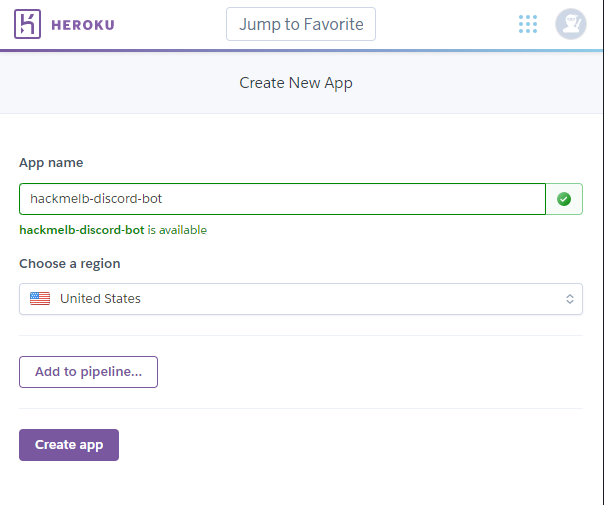 HEROKU
Jump to Favorite
Create New App
App name
hackmelb-discord-bot
hackmelb-discord-bot is available
Choose a region
United States
Add to pipeline...
Create app